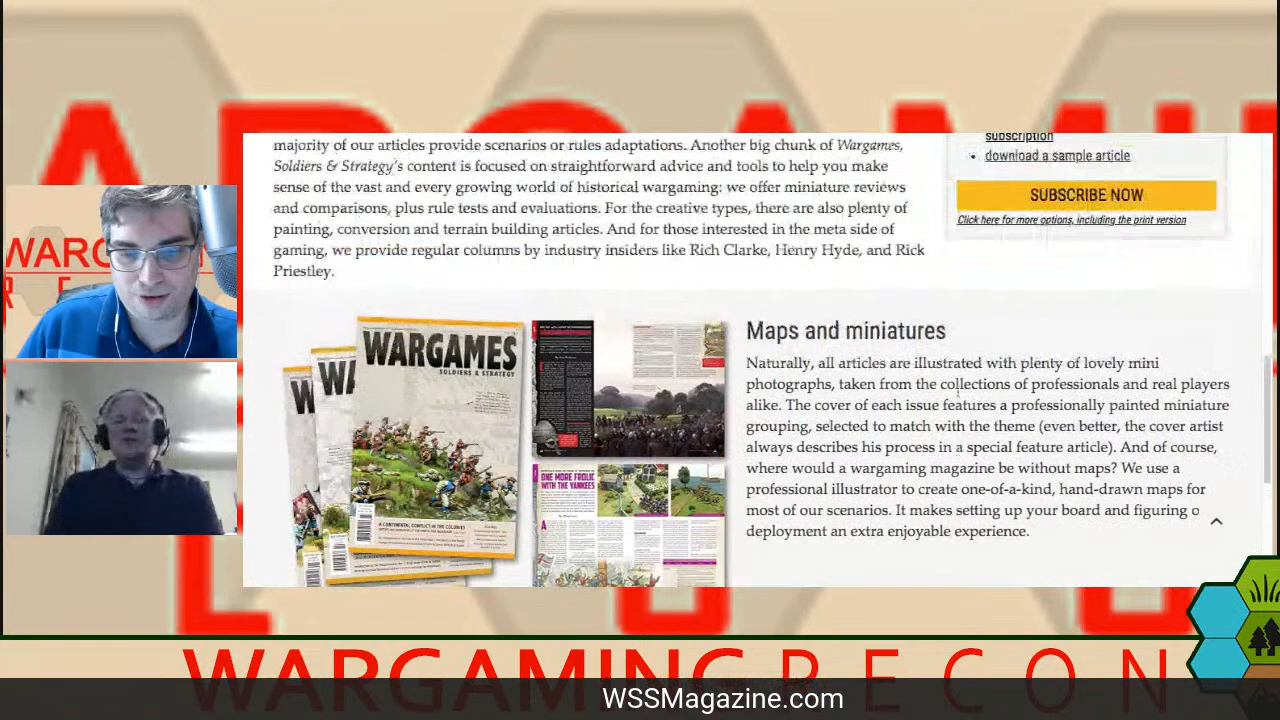 majority of our articles provide scenarios or rules adaptations. Another big chunk of Wargames,
Soldiers & Strategy's content is focused on straightforward advice and tools to help you make
sense of the vast and every growing world of historical wargaming: we offer miniature reviews
and comparisons, plus rule tests and evaluations. For the creative types, there are also plenty of
painting, conversion and terrain building articles. And for those interested in the meta side of
gaming, we provide regular columns by industry insiders like Rich Clarke, Henry Hyde, and Rick
Priestley.
subscription
download a sample article
SUBSCRIBE NOW
Click here for more options, including the print version
WARGAMES
SOLDIERS & STRATEGY
A CONTINENTAL CONFLICT IN THE COLONIES
ONE MORE FROLIC
WITH THE YANKEES
Maps and miniatures
Naturally, all articles are illustrated with plenty of lovely mini
photographs, taken from the collections of professionals and real players
alike. The cover of each issue features a professionally painted miniature
grouping, selected to match with the theme (even better, the cover artist
always describes his process in a special feature article). And of course,
where would a wargaming magazine be without maps? We use a
professional illustrator to create one-of-a-kind, hand-drawn maps for
most of our scenarios. It makes setting up your board and figuring o
deployment an extra enjoyable experience.
WARGAMING RECON
WSSMagazine.com